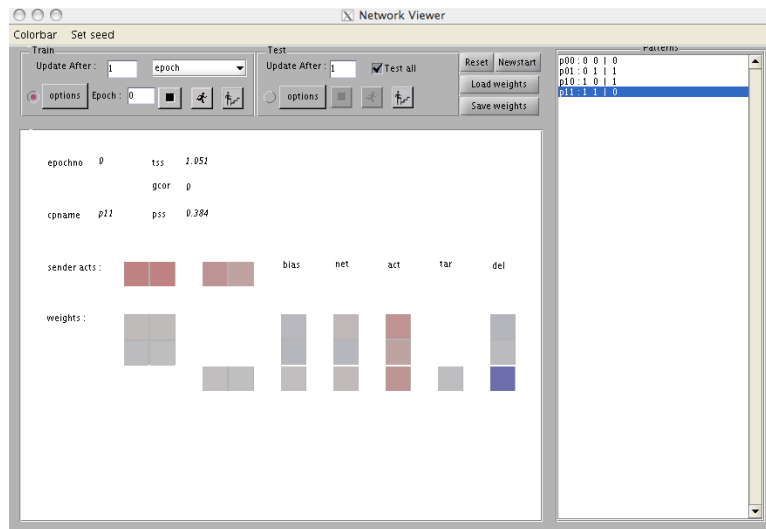 Network Viewer
Colorbar Set seed
Train
Update After : 1 epoch
options Epoch : 0
Test
Update After : 1 Test all
options
Reset Newstart
Load weights
Save weights
Patterns
p00 : 0 0 | 0
p01 : 0 1 | 1
p10 : 1 0 | 1
p11 : 1 1 | 0
epochno 0 tss 1.051
gcor 0
cpname p11 pss 0.384
sender acts : bias net act tar del
weights :